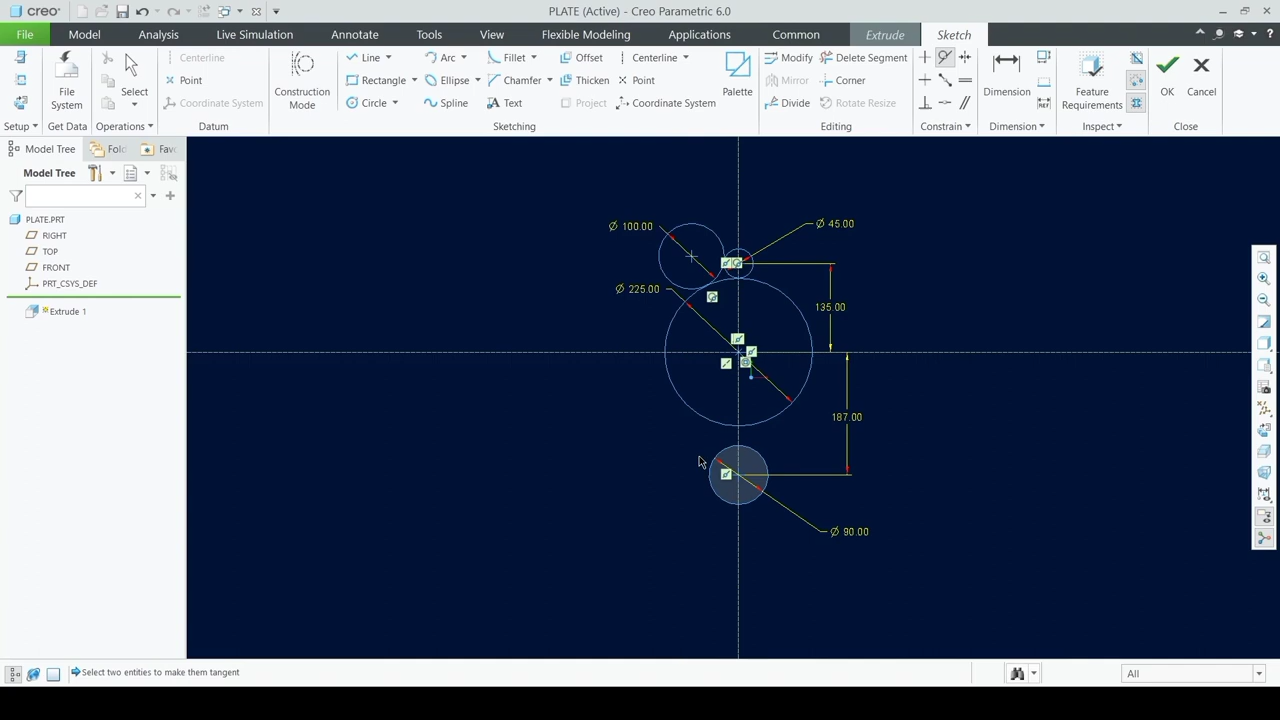 creo
PLATE (Active) - Creo Parametric 6.0
File
Model
Analysis
Live Simulation
Annotate
Tools
View
Flexible Modeling
Applications
Common
Extrude
Sketch
File System
Select
Centerline
Point
Coordinate System
Construction Mode
Line
Arc
Fillet
Offset
Centerline
Rectangle
Ellipse
Chamfer
Thicken
Point
Circle
Spline
Text
Project
Coordinate System
Palette
Modify
Delete Segment
Mirror
Corner
Divide
Rotate Resize
Dimension
REF
Feature Requirements
OK
Cancel
Setup
Get Data
Operations
Datum
Sketching
Editing
Constrain
Dimension
Inspect
Close
Model Tree
Fold
Fav
Model Tree
PLATE.PRT
RIGHT
TOP
FRONT
PRT_CSYS_DEF
Extrude 1
Ø 100.00
Ø 45.00
Ø 225.00
135.00
187.00
Ø 90.00
Select two entities to make them tangent
All